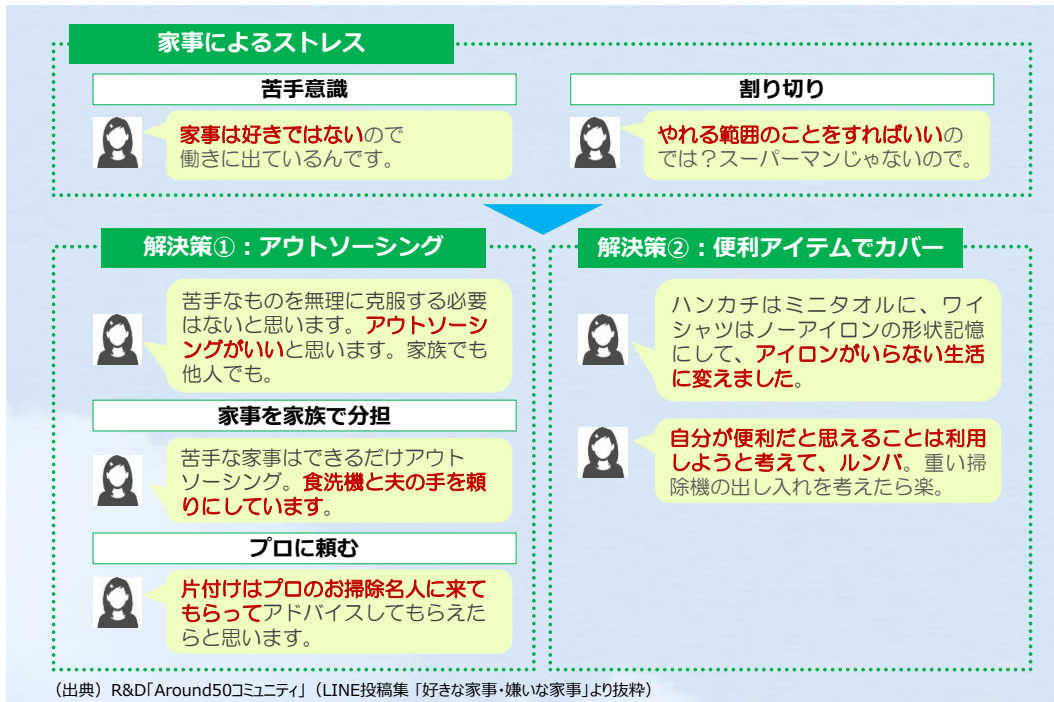 家事によるストレス
苦手意識
家事は好きではないので
働きに出ているんです。
割り切り
やれる範囲のことをすればいいの
では？スーパーマンじゃないので。
解決策①：アウトソーシング
苦手なものを無理に克服する必要
はないと思います。アウトソーシ
ングがいいと思います。家族でも
他人でも。
家事を家族で分担
苦手な家事はできるだけアウト
ソーシング。食洗機と夫の手を頼
りにしています。
プロに頼む
片付けはプロのお掃除名人に来て
もらってアドバイスしてもらえた
らと思います。
解決策②：便利アイテムでカバー
ハンカチはミニタオルに、ワイ
シャツはノーアイロンの形状記憶
にして、アイロンがいらない生活
に変えました。
自分が便利だと思えることは利用
しようと考えて、ルンバ。重い掃
除機の出し入れを考えたら楽。
（出典）R&D「Around50コミュニティ」（LINE投稿集「好きな家事・嫌いな家事」より抜粋）